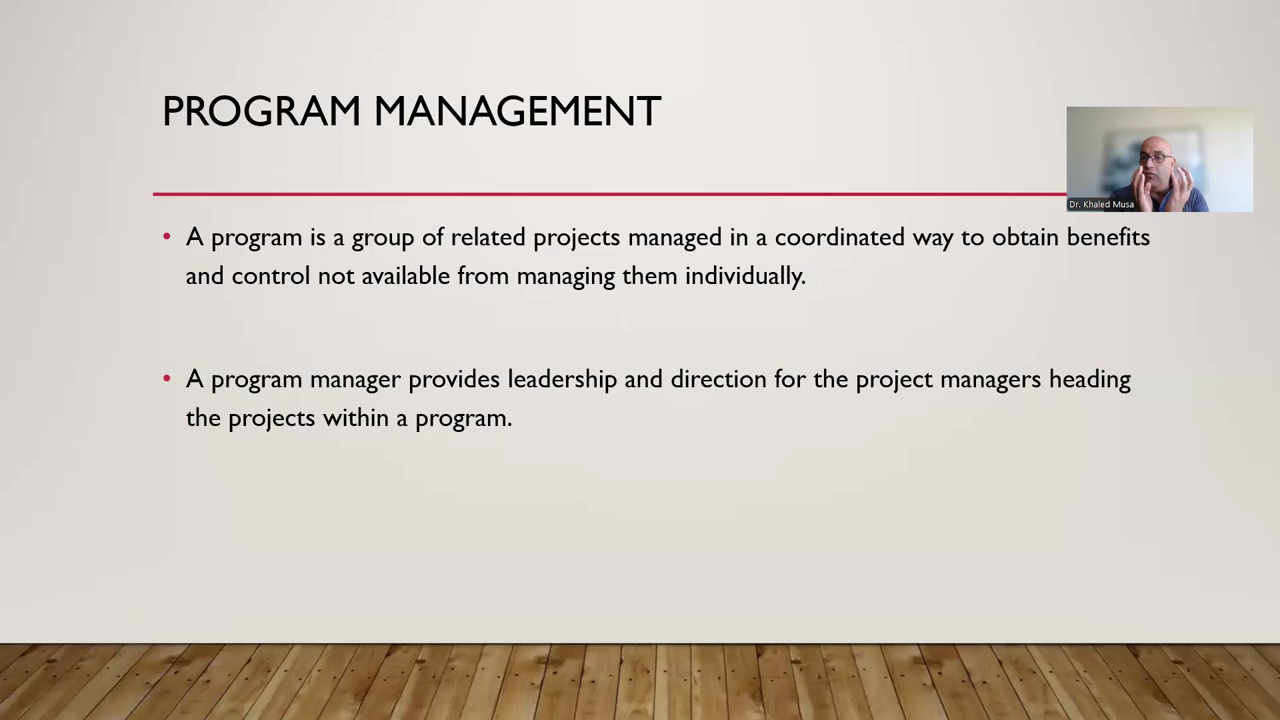 PROGRAM MANAGEMENT
Dr. Khaled Musa
• A program is a group of related projects managed in a coordinated way to obtain benefits
and control not available from managing them individually.
• A program manager provides leadership and direction for the project managers heading
the projects within a program.